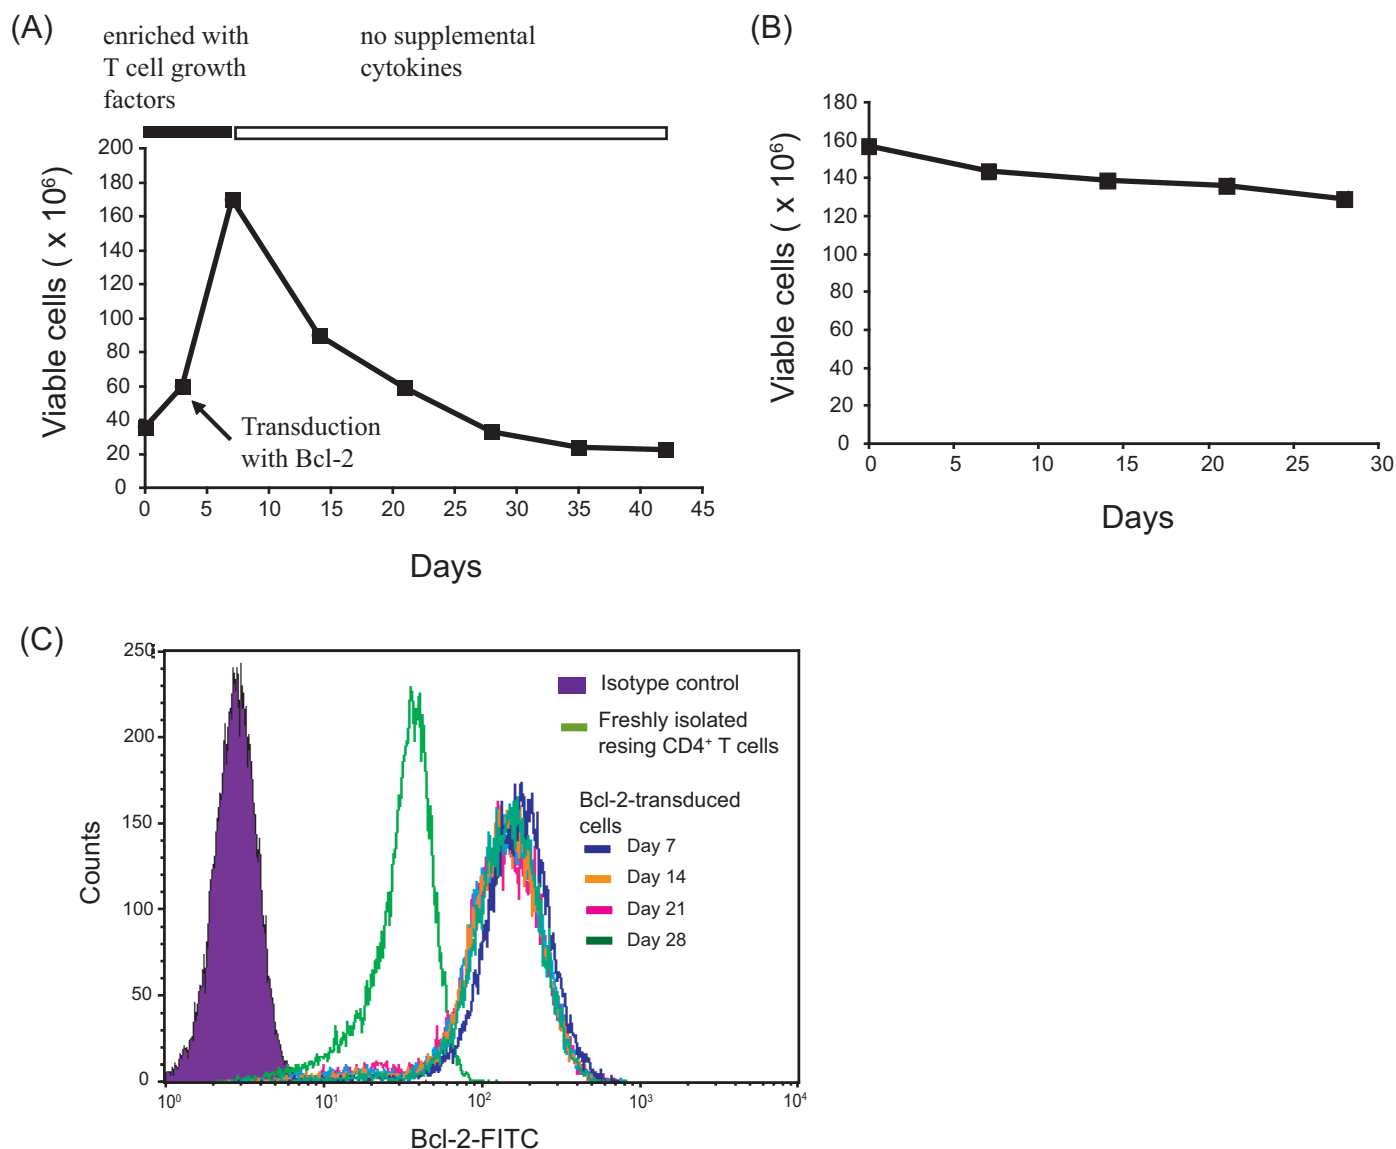 (A)
enriched with
T cell growth
factors
no supplemental
cytokines
Viable cells ( x 10⁶)
200
180
160
140
120
100
80
60
40
20
0
Transduction
with Bcl-2
0 5 10 15 20 25 30 35 40 45
Days
(B)
Viable cells ( x 10⁶)
180
160
140
120
100
80
60
40
20
0
0 5 10 15 20 25 30
Days
(C)
Counts
250
200
150
100
50
0
Isotype control
Freshly isolated
resing CD4⁺ T cells
Bcl-2-transduced
cells
Day 7
Day 14
Day 21
Day 28
10⁰ 10¹ 10² 10³ 10⁴
Bcl-2-FITC